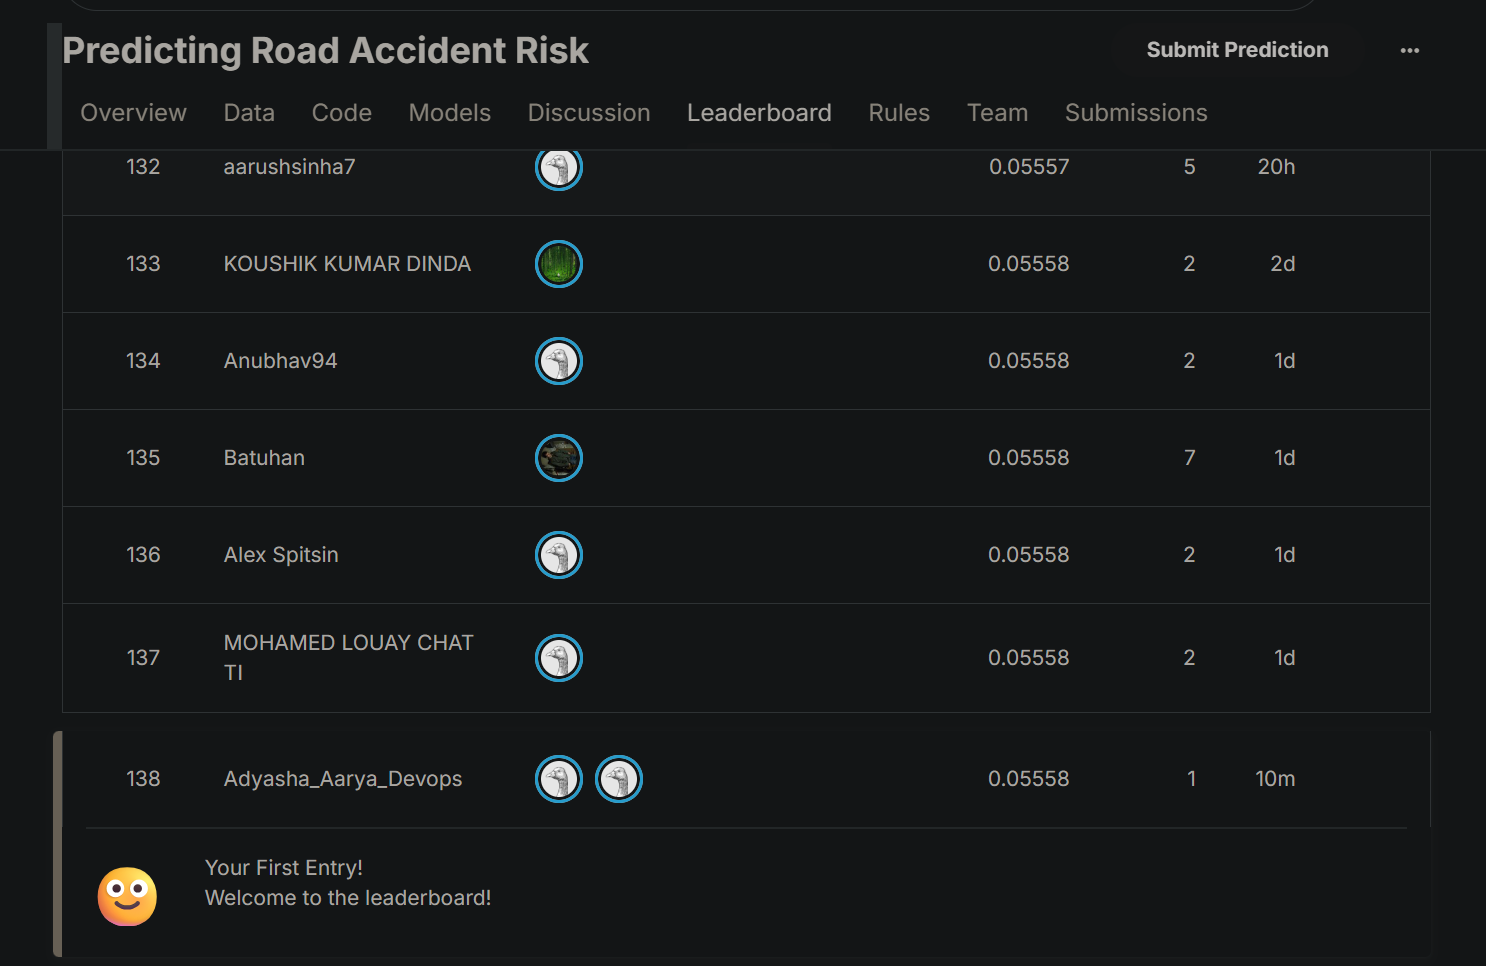 Predicting Road Accident Risk
Submit Prediction
Overview Data Code Models Discussion Leaderboard Rules Team Submissions
132 aarushsinha7 0.05557 5 20h
133 KOUSHIK KUMAR DINDA 0.05558 2 2d
134 Anubhav94 0.05558 2 1d
135 Batuhan 0.05558 7 1d
136 Alex Spitsin 0.05558 2 1d
137 MOHAMED LOUAY CHAT 0.05558 2 1d
TI
138 Adyasha_Aarya_Devops 0.05558 1 10m
Your First Entry!
Welcome to the leaderboard!